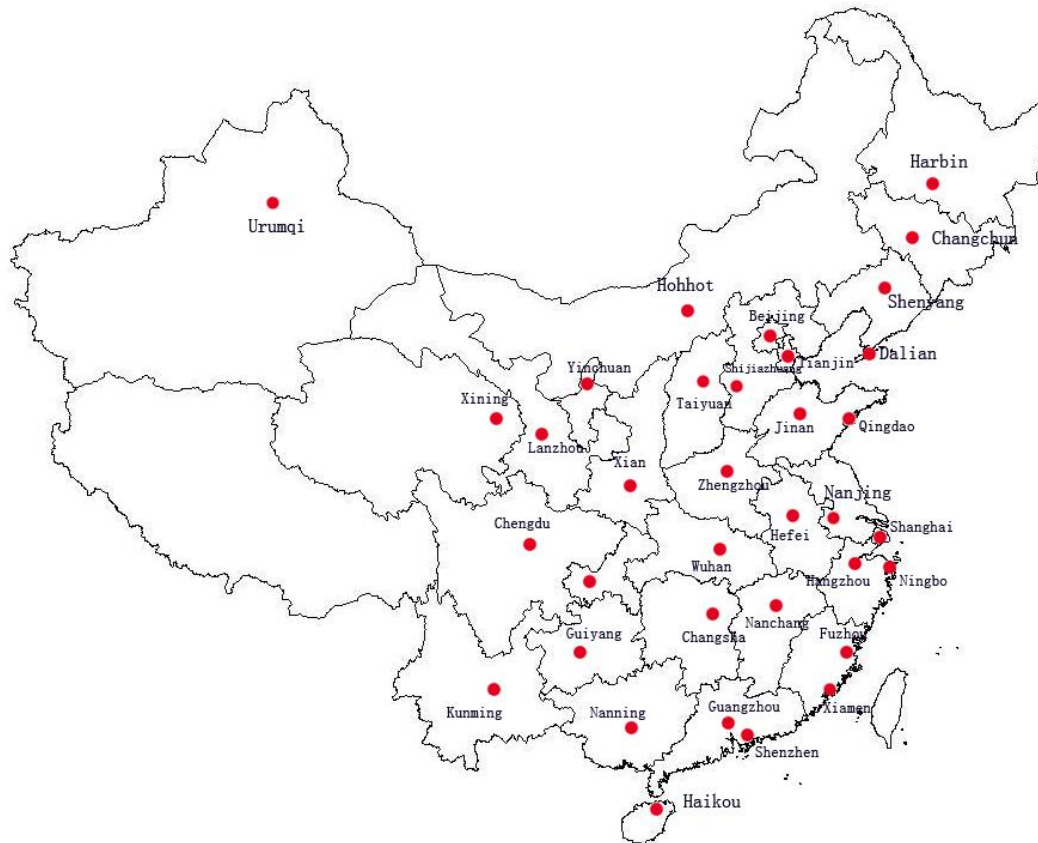 Harbin
Urumqi
Changchun
Hohhot
Shenyang
Beijing
Dalian
Tianjin
Shijiazhuang
Yinchuan
Xining
Taiyuan
Jinan
Qingdao
Lanzhou
Xian
Zhengzhou
Nanjing
Chengdu
Hefei
Shanghai
Wuhan
Hangzhou
Ningbo
Nanchang
Changsha
Guiyang
Fuzhou
Kunming
Nanning
Guangzhou
Xiamen
Shenzhen
Haikou